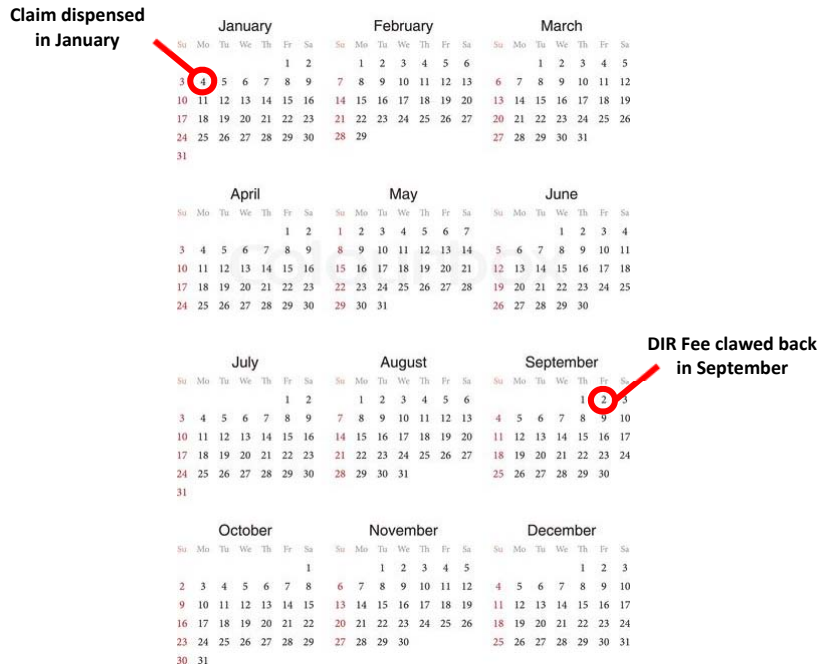 Claim dispensed
in January
January February March
Su Mo Tu We Th Fr Sa Su Mo Tu We Th Fr Sa Su Mo Tu We Th Fr Sa
1 2 1 2 3 4 5 6 1 2 3 4 5
3 4 5 6 7 8 9 7 8 9 10 11 12 13 6 7 8 9 10 11 12
10 11 12 13 14 15 16 14 15 16 17 18 19 20 13 14 15 16 17 18 19
17 18 19 20 21 22 23 21 22 23 24 25 26 27 20 21 22 23 24 25 26
24 25 26 27 28 29 30 28 29 27 28 29 30 31
31
April May June
Su Mo Tu We Th Fr Sa Su Mo Tu We Th Fr Sa Su Mo Tu We Th Fr Sa
1 2 1 2 3 4 5 6 7 1 2 3 4
3 4 5 6 7 8 9 8 9 10 11 12 13 14 5 6 7 8 9 10 11
10 11 12 13 14 15 16 15 16 17 18 19 20 21 12 13 14 15 16 17 18
17 18 19 20 21 22 23 22 23 24 25 26 27 28 19 20 21 22 23 24 25
24 25 26 27 28 29 30 29 30 31 26 27 28 29 30
colourbox
DIR Fee clawed back
in September
July August September
Su Mo Tu We Th Fr Sa Su Mo Tu We Th Fr Sa Su Mo Tu We Th Fr Sa
1 2 1 2 3 4 5 6 1 2 3
3 4 5 6 7 8 9 7 8 9 10 11 12 13 4 5 6 7 8 9 10
10 11 12 13 14 15 16 14 15 16 17 18 19 20 11 12 13 14 15 16 17
17 18 19 20 21 22 23 21 22 23 24 25 26 27 18 19 20 21 22 23 24
24 25 26 27 28 29 30 28 29 30 31 25 26 27 28 29 30
31
October November December
Su Mo Tu We Th Fr Sa Su Mo Tu We Th Fr Sa Su Mo Tu We Th Fr Sa
1 1 2 3 4 5 1 2 3
2 3 4 5 6 7 8 6 7 8 9 10 11 12 4 5 6 7 8 9 10
9 10 11 12 13 14 15 13 14 15 16 17 18 19 11 12 13 14 15 16 17
16 17 18 19 20 21 22 20 21 22 23 24 25 26 18 19 20 21 22 23 24
23 24 25 26 27 28 29 27 28 29 30 25 26 27 28 29 30 31
30 31